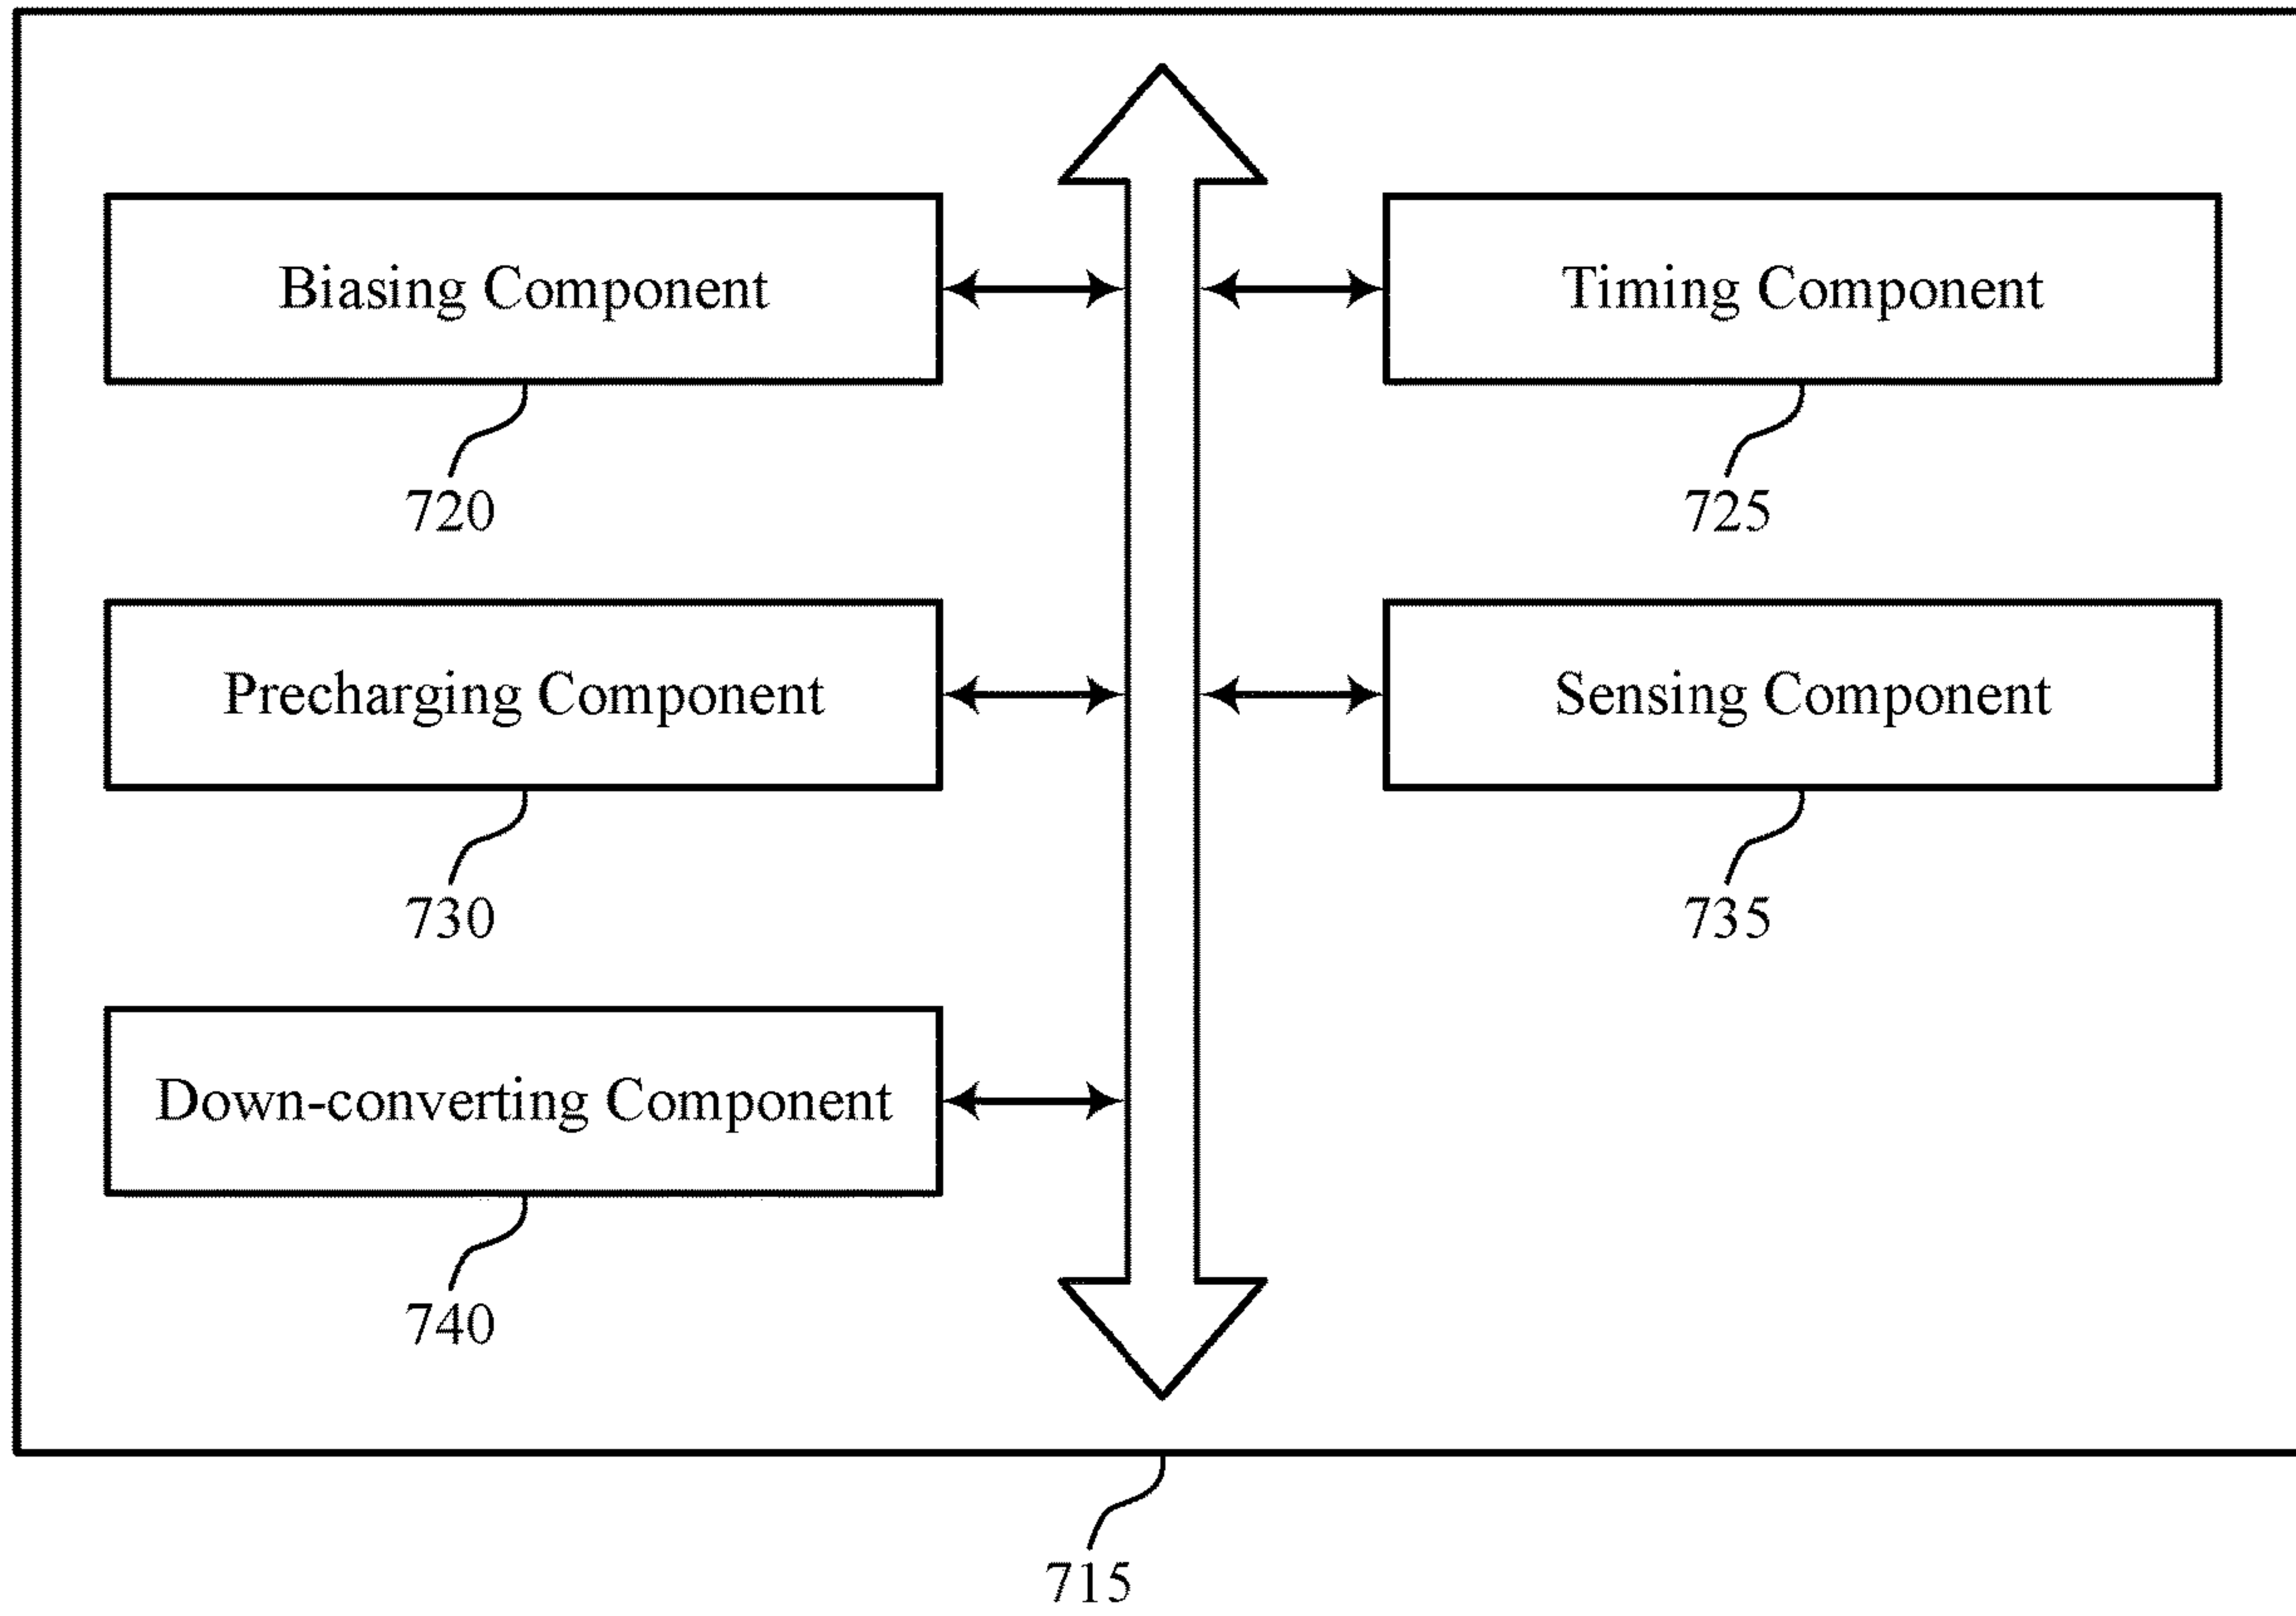 Biasing Component
Timing Component
720
725
Precharging Component
Sensing Component
730
735
Down-converting Component
740
715